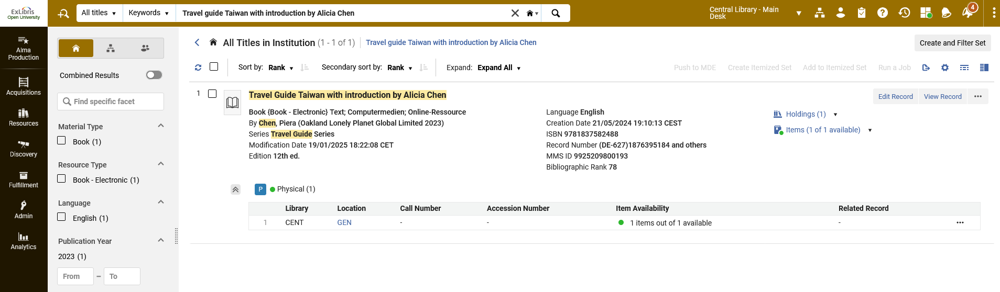 ExLibris
Open University
All titles
Keywords
Travel guide Taiwan with introduction by Alicia Chen
Central Library - Main
Desk
4
Alma
Production
Acquisitions
Resources
Discovery
Fulfillment
Admin
Analytics
Combined Results
Find specific facet
Material Type
Book (1)
Resource Type
Book - Electronic (1)
Language
English (1)
Publication Year
2023 (1)
From – To
All Titles in Institution (1 - 1 of 1) Travel guide Taiwan with introduction by Alicia Chen
Create and Filter Set
Sort by: Rank Secondary sort by: Rank Expand: Expand All
Push to MDE Create Itemized Set Add to Itemized Set Run a Job
1 Travel Guide Taiwan with introduction by Alicia Chen
Edit Record View Record ...
Book {Book - Electronic} Text; Computermedien; Online-Ressource
By Chen, Piera (Oakland Lonely Planet Global Limited 2023)
Series Travel Guide Series
Modification Date 19/01/2025 18:22:08 CET
Edition 12th ed.
Language English
Creation Date 21/05/2024 19:10:13 CEST
ISBN 9781837582488
Record Number (DE-627)1876395184 and others
MMS ID 9925209800193
Bibliographic Rank 78
Holdings (1)
Items (1 of 1 available)
P Physical (1)
Library Location Call Number Accession Number Item Availability Related Record
1 CENT GEN - - 1 items out of 1 available - ...